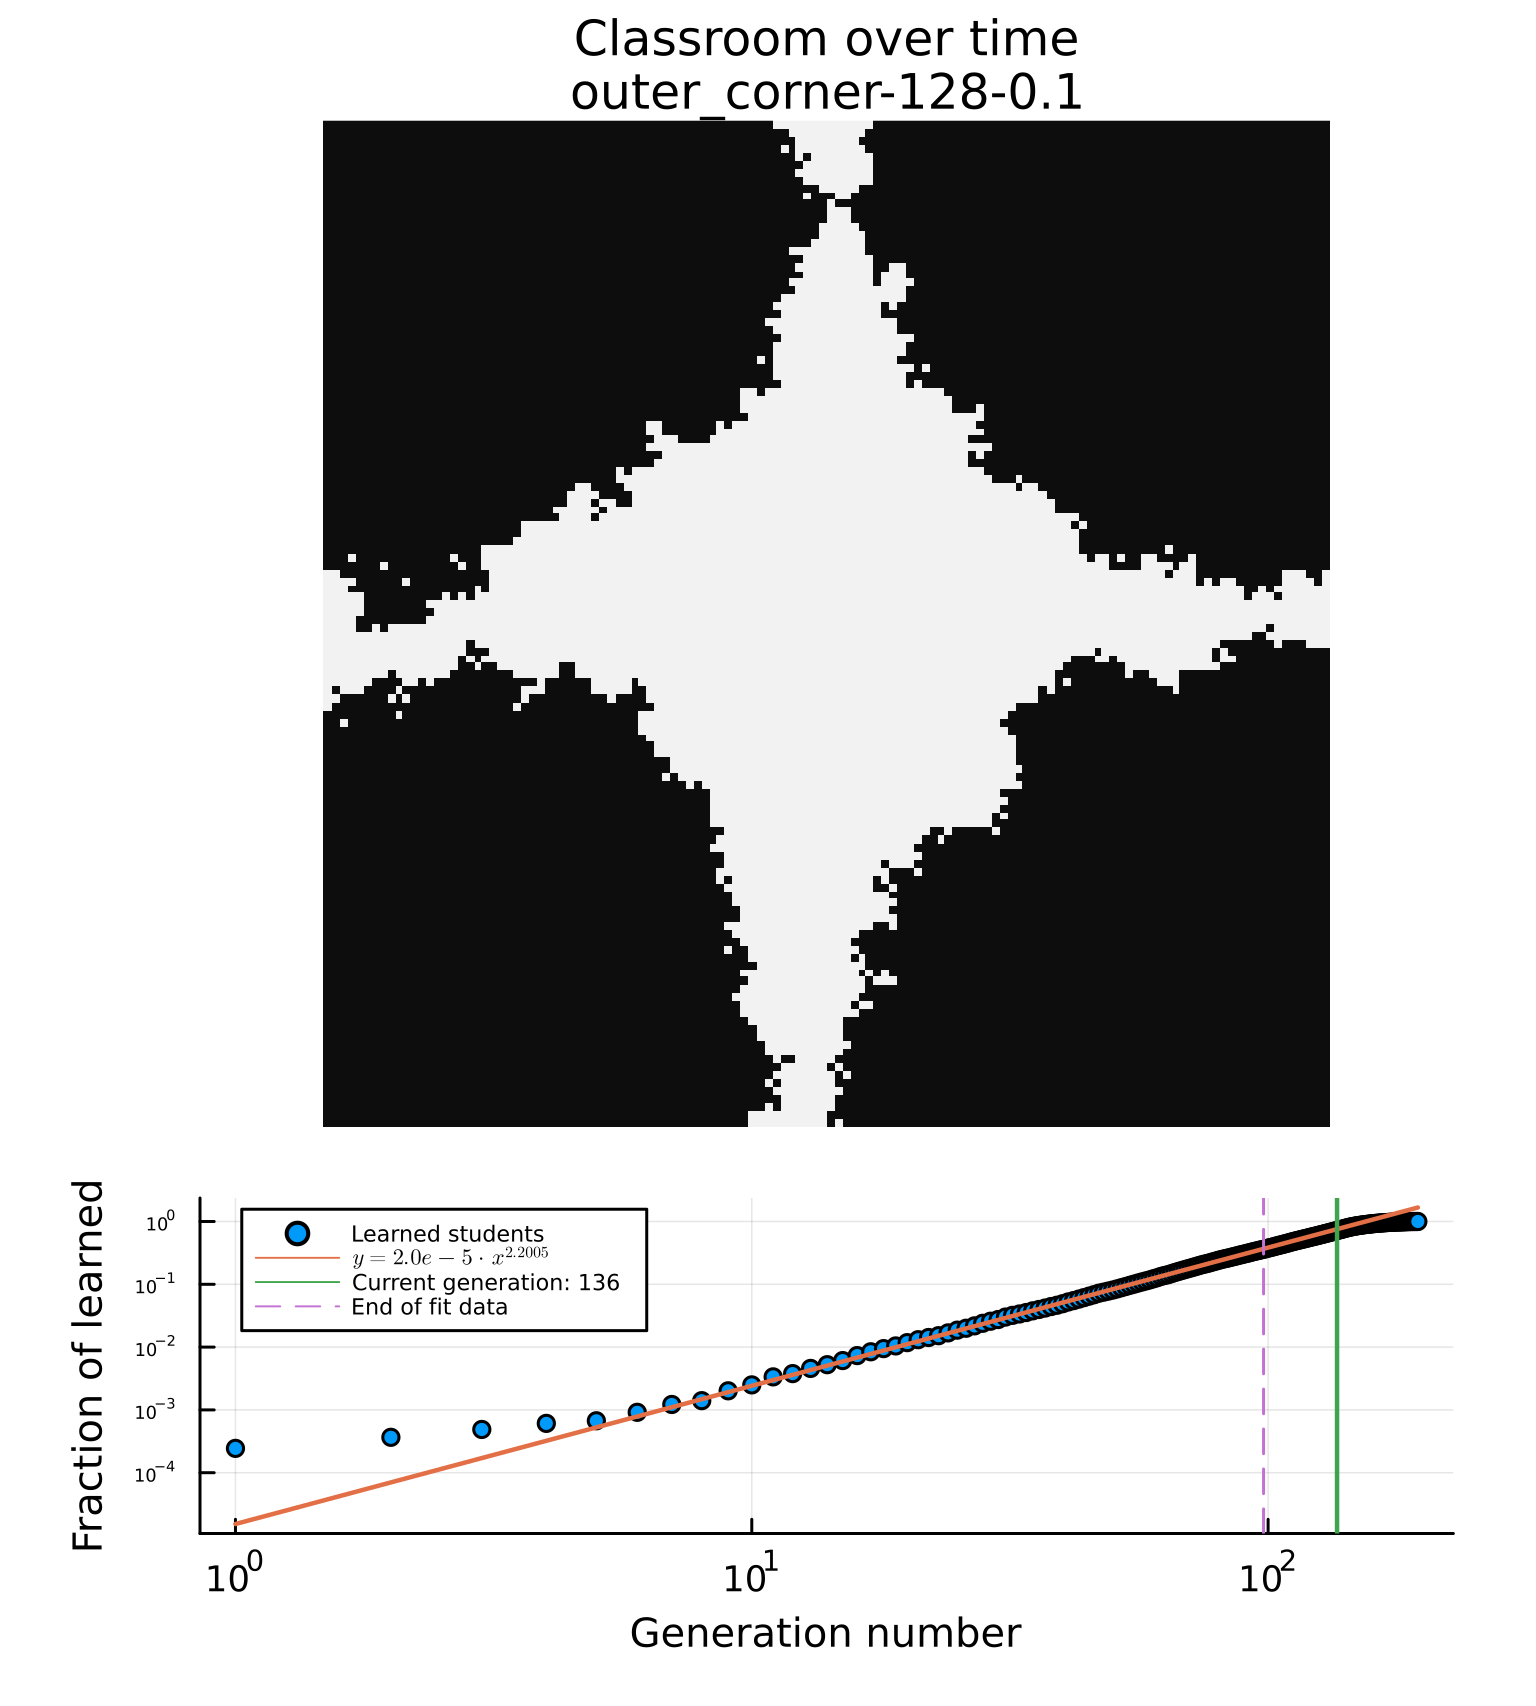 Classroom over time
outer_corner-128-0.1
Fraction of learned
10^0
10^-1
10^-2
10^-3
10^-4
Learned students
y = 2.0e − 5 · x^2.2005
Current generation: 136
End of fit data
10^0 10^1 10^2
Generation number